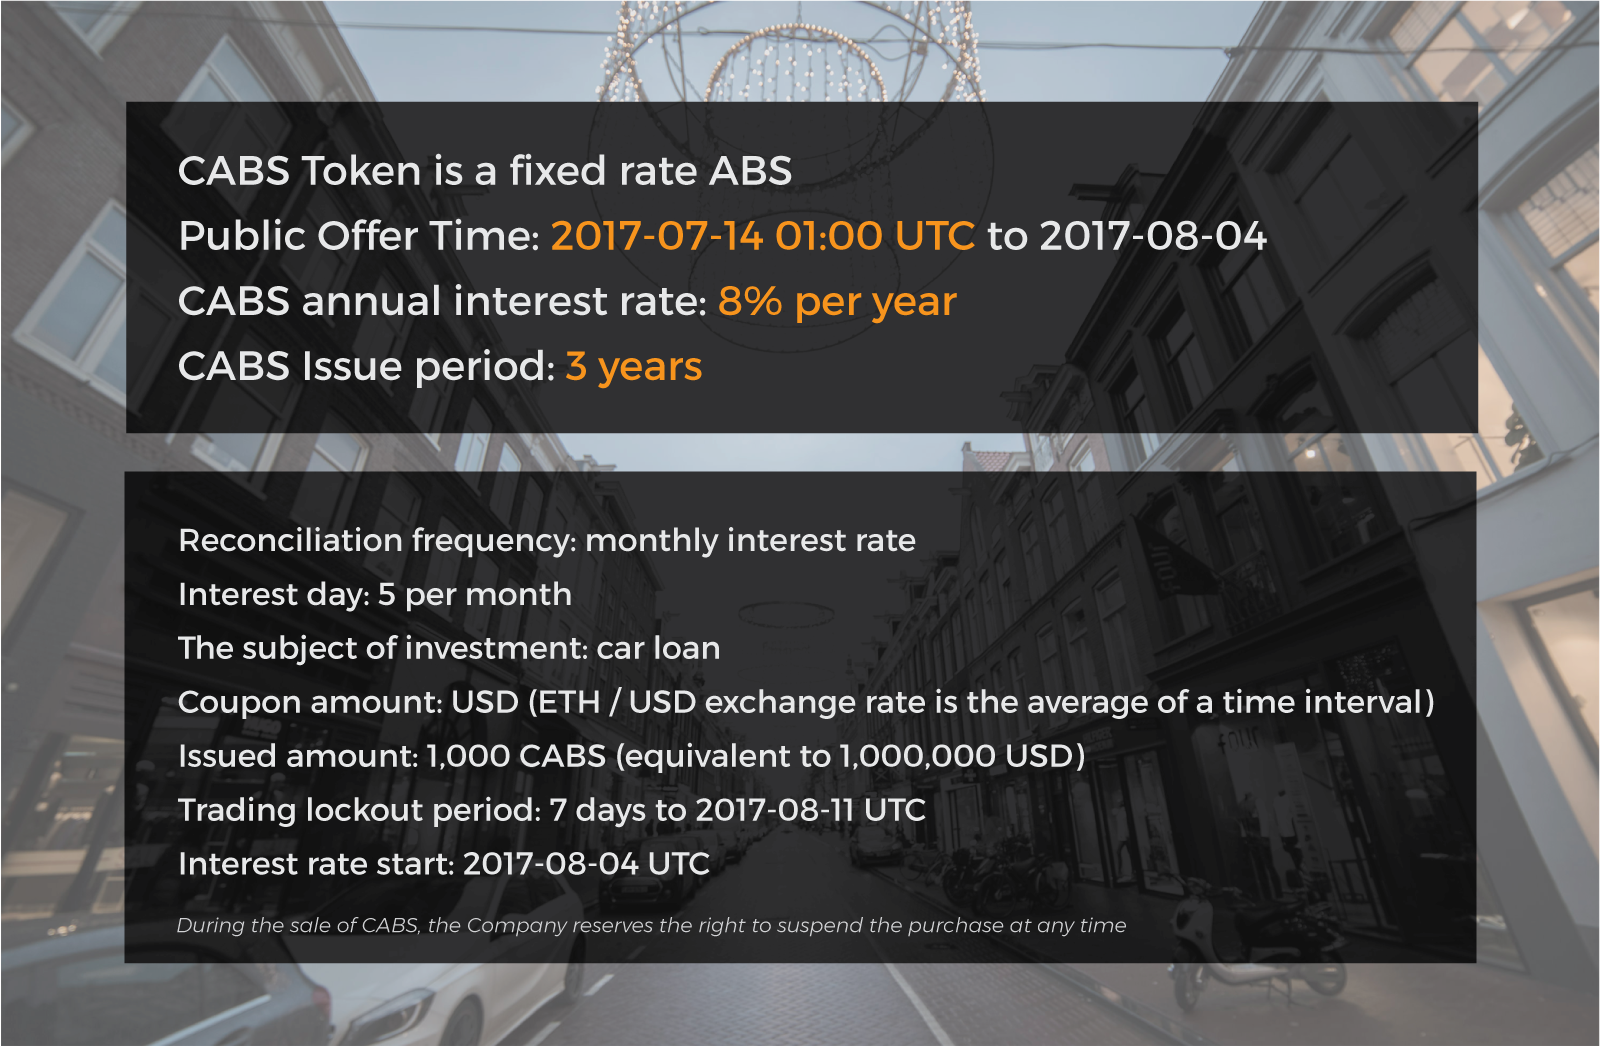 CABS Token is a fixed rate ABS
Public Offer Time: 2017-07-14 01:00 UTC to 2017-08-04
CABS annual interest rate: 8% per year
CABS Issue period: 3 years
Reconciliation frequency: monthly interest rate
Interest day: 5 per month
The subject of investment: car loan
Coupon amount: USD (ETH / USD exchange rate is the average of a time interval)
Issued amount: 1,000 CABS (equivalent to 1,000,000 USD)
Trading lockout period: 7 days to 2017-08-11 UTC
Interest rate start: 2017-08-04 UTC
During the sale of CABS, the Company reserves the right to suspend the purchase at any time